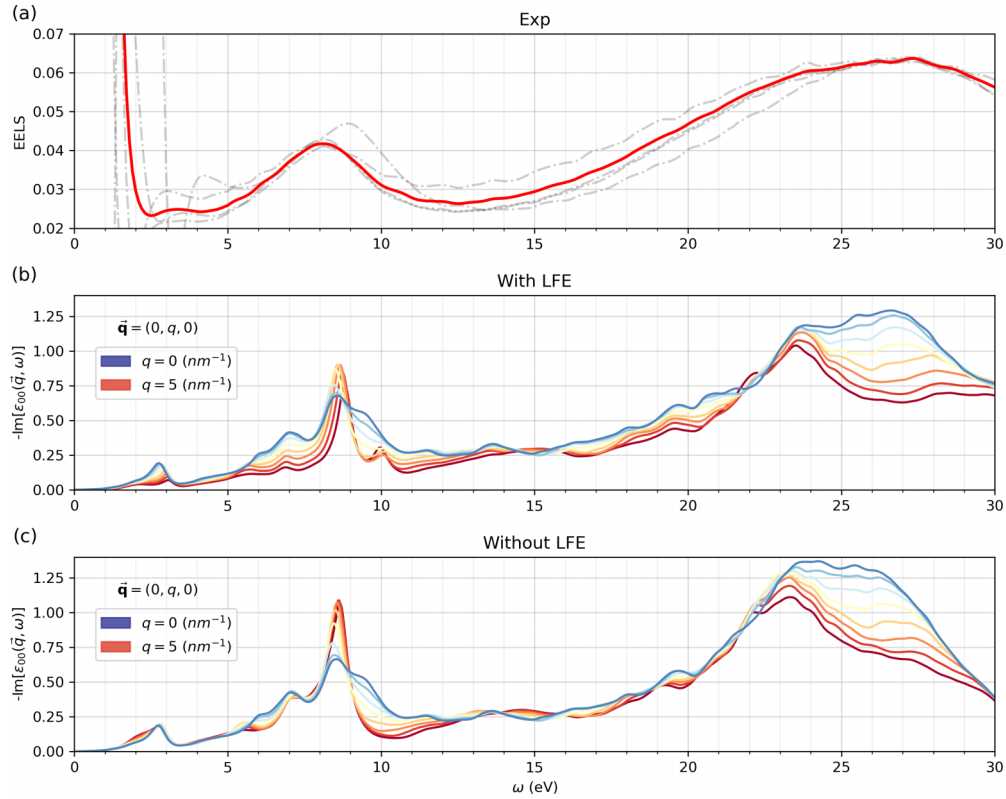 (a)
Exp
EELS
0.07
0.06
0.05
0.04
0.03
0.02
0 5 10 15 20 25 30
(b)
With LFE
-Im[ε₀₀(q⃗, ω)]
1.25
1.00
0.75
0.50
0.25
0.00
q⃗ = (0, q, 0)
q = 0 (nm⁻¹)
q = 5 (nm⁻¹)
0 5 10 15 20 25 30
(c)
Without LFE
-Im[ε₀₀(q⃗, ω)]
1.25
1.00
0.75
0.50
0.25
0.00
q⃗ = (0, q, 0)
q = 0 (nm⁻¹)
q = 5 (nm⁻¹)
0 5 10 15 20 25 30
ω (eV)